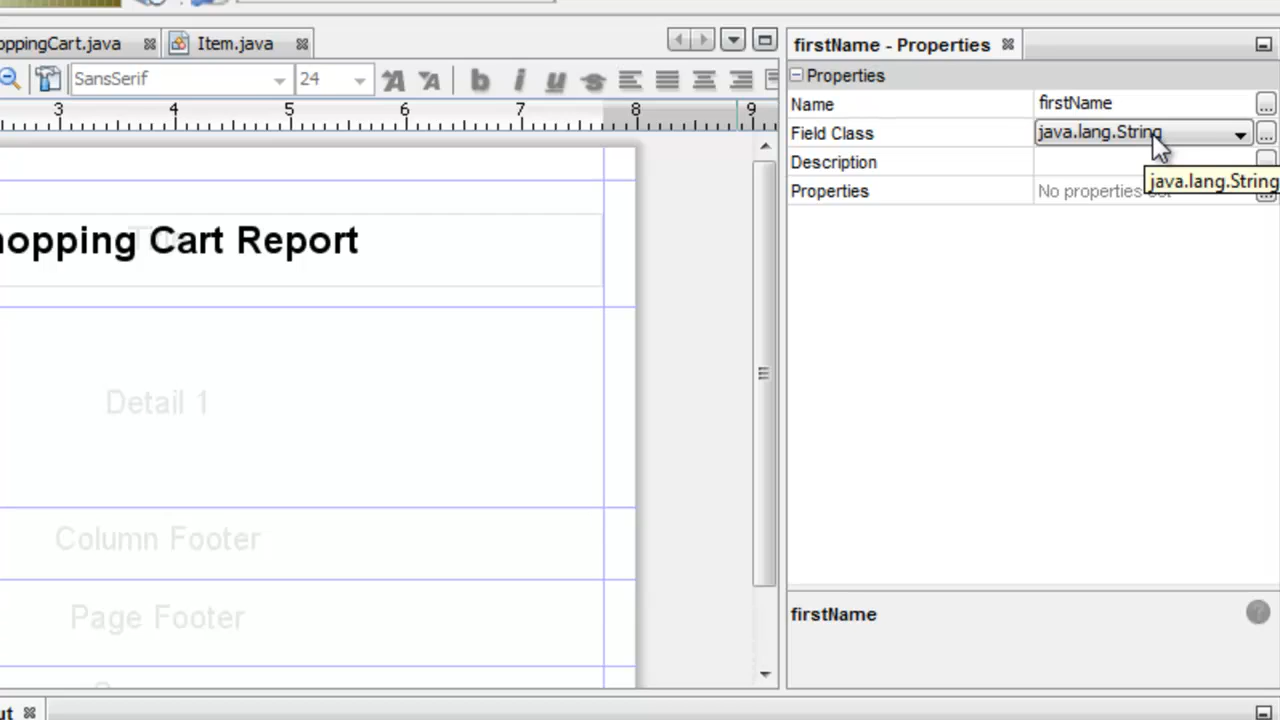 oppingCart.java
Item.java
SansSerif
24
b i u s
3 4 5 6 7 8 9
hopping Cart Report
Detail 1
Column Footer
Page Footer
ut
firstName - Properties
Properties
Name firstName ...
Field Class java.lang.String ...
Description
java.lang.String
Properties No properties set
firstName
?